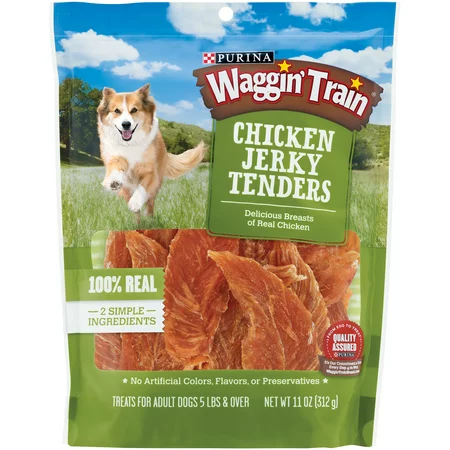 PURINA
Waggin' Train
CHICKEN
JERKY
TENDERS
Delicious Breasts
of Real Chicken
100% REAL
2 SIMPLE
INGREDIENTS
QUALITY
ASSURED
PURINA
• No Artificial Colors, Flavors, or Preservatives •
TREATS FOR ADULT DOGS 5 LBS & OVER NET WT 11 OZ (312 g)